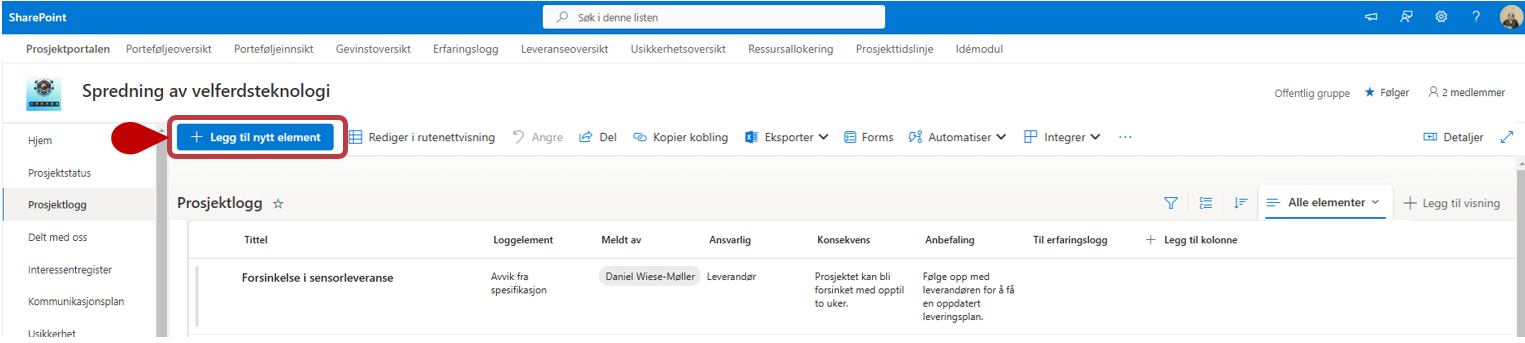 SharePoint
Søk i denne listen
?
Prosjektportalen Porteføljeoversikt Porteføljeinnsikt Gevinstoversikt Erfaringslogg Leveranseoversikt Usikkerhetsoversikt Ressursallokering Prosjekttidslinje Idémodul
Spredning av velferdsteknologi
Offentlig gruppe Følger 2 medlemmer
Hjem
Prosjektstatus
Prosjektlogg
Delt med oss
Interessentregister
Kommunikasjonsplan
Usikkerhet
Legg til nytt element Rediger i rutenettvisning Angre Del Kopier kobling Eksporter Forms Automatiser Integrer ... Detaljer
Prosjektlogg
Alle elementer Legg til visning
Tittel Loggelement Meldt av Ansvarlig Konsekvens Anbefaling Til erfaringslogg Legg til kolonne
Forsinkelse i sensorleveranse
Avvik fra
spesifikasjon
Daniel Wiese-Møller
Leverandør
Prosjektet kan bli
forsinket med opptil
to uker.
Følge opp med
leverandøren for å få
en oppdatert
leveringsplan.